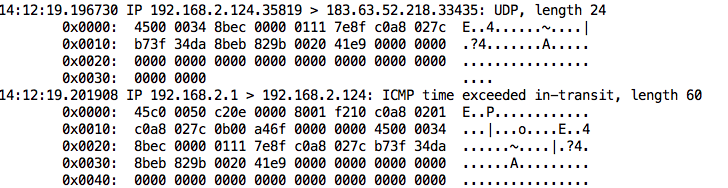 14:12:19.196730 IP 192.168.2.124.35819 > 183.63.52.218.33435: UDP, length 24
0x0000: 4500 0034 8bec 0000 0111 7e8f c0a8 027c E..4......~....|
0x0010: b73f 34da 8beb 829b 0020 41e9 0000 0000 .?4.......A.....
0x0020: 0000 0000 0000 0000 0000 0000 0000 0000 ................
0x0030: 0000 0000 ....
14:12:19.201908 IP 192.168.2.1 > 192.168.2.124: ICMP time exceeded in-transit, length 60
0x0000: 45c0 0050 c20e 0000 8001 f210 c0a8 0201 E..P............
0x0010: c0a8 027c 0b00 a46f 0000 0000 4500 0034 ...|...o....E..4
0x0020: 8bec 0000 0111 7e8f c0a8 027c b73f 34da ......~....|.?4.
0x0030: 8beb 829b 0020 41e9 0000 0000 0000 0000 ......A.........
0x0040: 0000 0000 0000 0000 0000 0000 0000 0000 ................